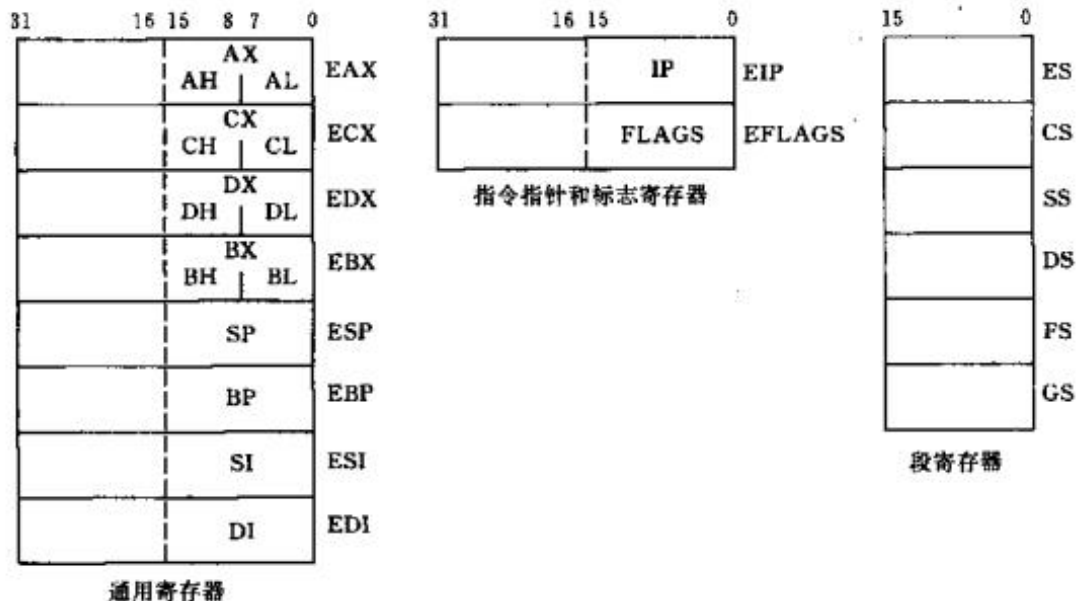 31 16 15 8 7 0
AX
AH AL EAX
CX
CH CL ECX
DX
DH DL EDX
BX
BH BL EBX
SP ESP
BP EBP
SI ESI
DI EDI
通用寄存器
31 16 15 0
IP EIP
FLAGS EFLAGS
指令指针和标志寄存器
15 0
ES
CS
SS
DS
FS
GS
段寄存器